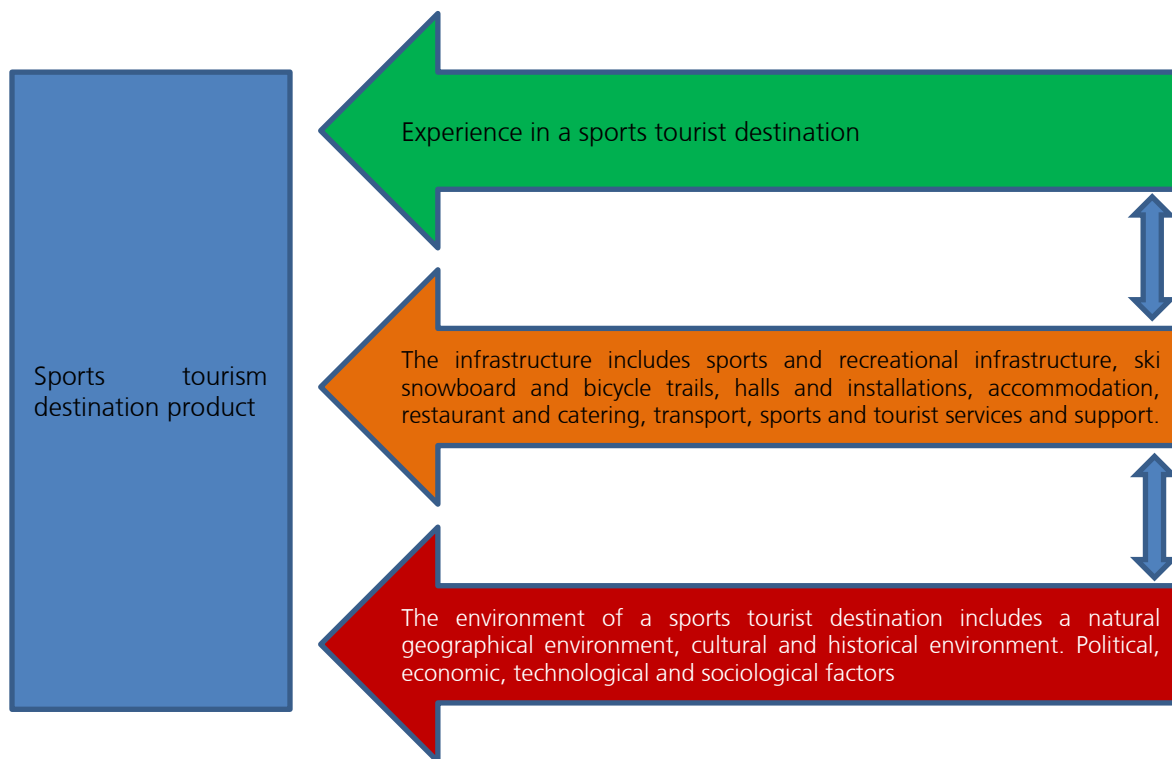 Experience in a sports tourist destination
Sports tourism
destination product
The infrastructure includes sports and recreational infrastructure, ski
snowboard and bicycle trails, halls and installations, accommodation,
restaurant and catering, transport, sports and tourist services and support.
The environment of a sports tourist destination includes a natural
geographical environment, cultural and historical environment. Political,
economic, technological and sociological factors